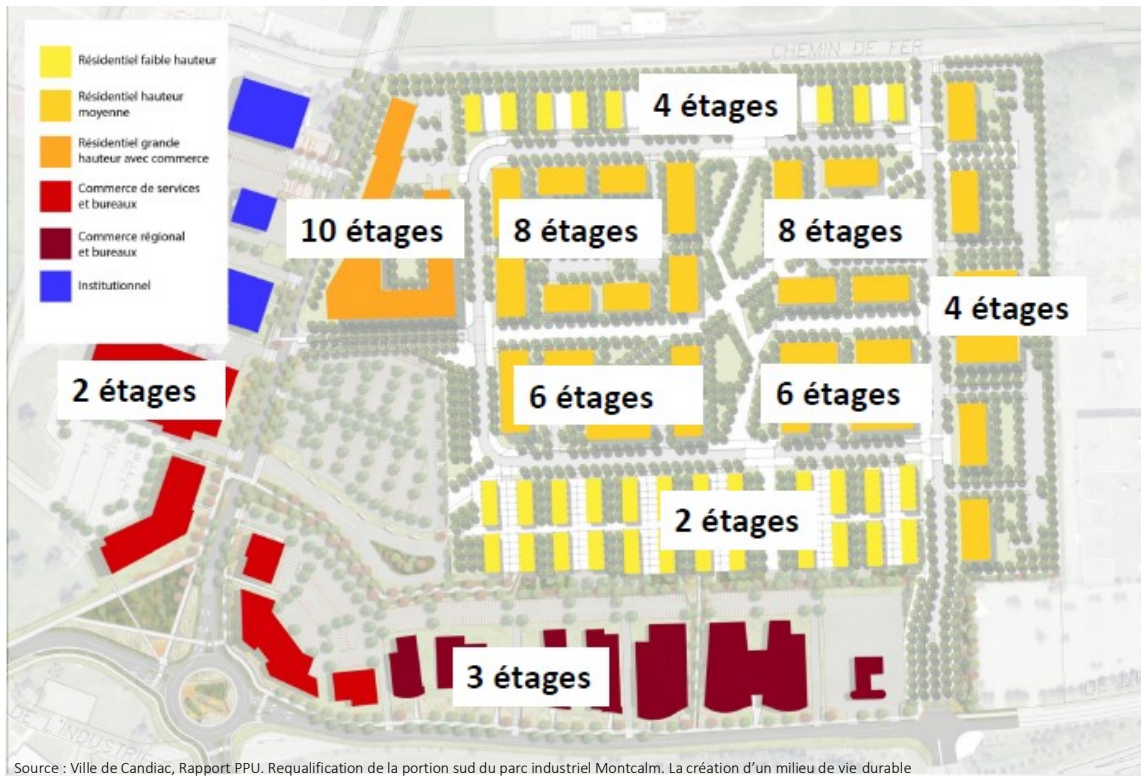 CHEMIN DE FER
Résidentiel faible hauteur
Résidentiel hauteur
moyenne
Résidentiel grande
hauteur avec commerce
Commerce de services
et bureaux
Commerce régional
et bureaux
Institutionnel
4 étages
10 étages
8 étages
8 étages
4 étages
2 étages
6 étages
6 étages
2 étages
3 étages
DE L'INDUSTRIE
Source : Ville de Candiac, Rapport PPU. Requalification de la portion sud du parc industriel Montcalm. La création d'un milieu de vie durable